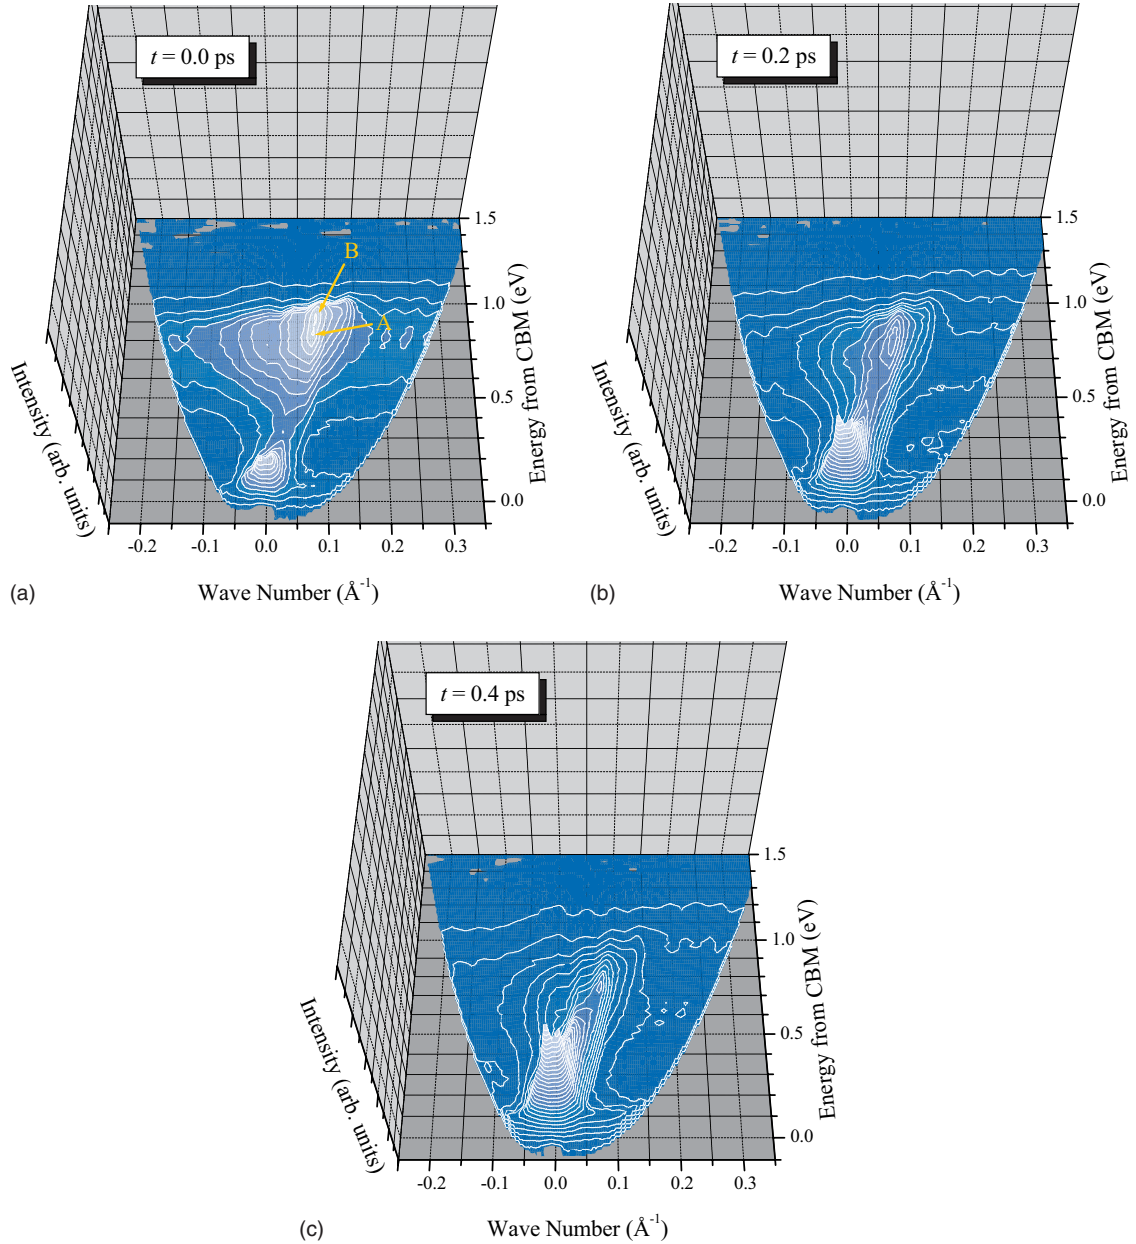 t = 0.0 ps
B
A
1.5
1.0
0.5
0.0
Energy from CBM (eV)
Intensity (arb. units)
-0.2 -0.1 0.0 0.1 0.2 0.3
Wave Number (Å⁻¹)
(a)
t = 0.2 ps
1.5
1.0
0.5
0.0
Energy from CBM (eV)
Intensity (arb. units)
-0.2 -0.1 0.0 0.1 0.2 0.3
Wave Number (Å⁻¹)
(b)
t = 0.4 ps
1.5
1.0
0.5
0.0
Energy from CBM (eV)
Intensity (arb. units)
-0.2 -0.1 0.0 0.1 0.2 0.3
Wave Number (Å⁻¹)
(c)